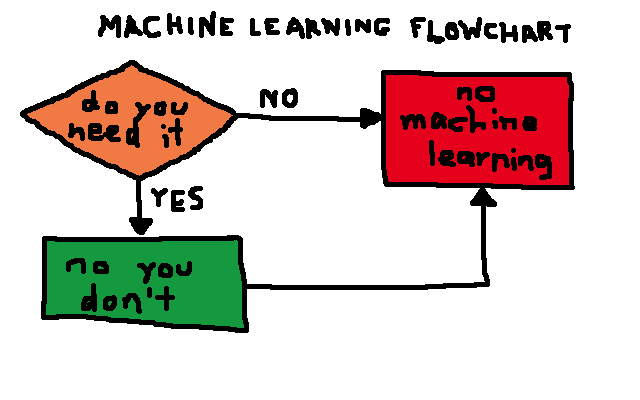 MACHINE LEARNING FLOWCHART
do you
need it
NO
no
machine
learning
YES
no you
don't